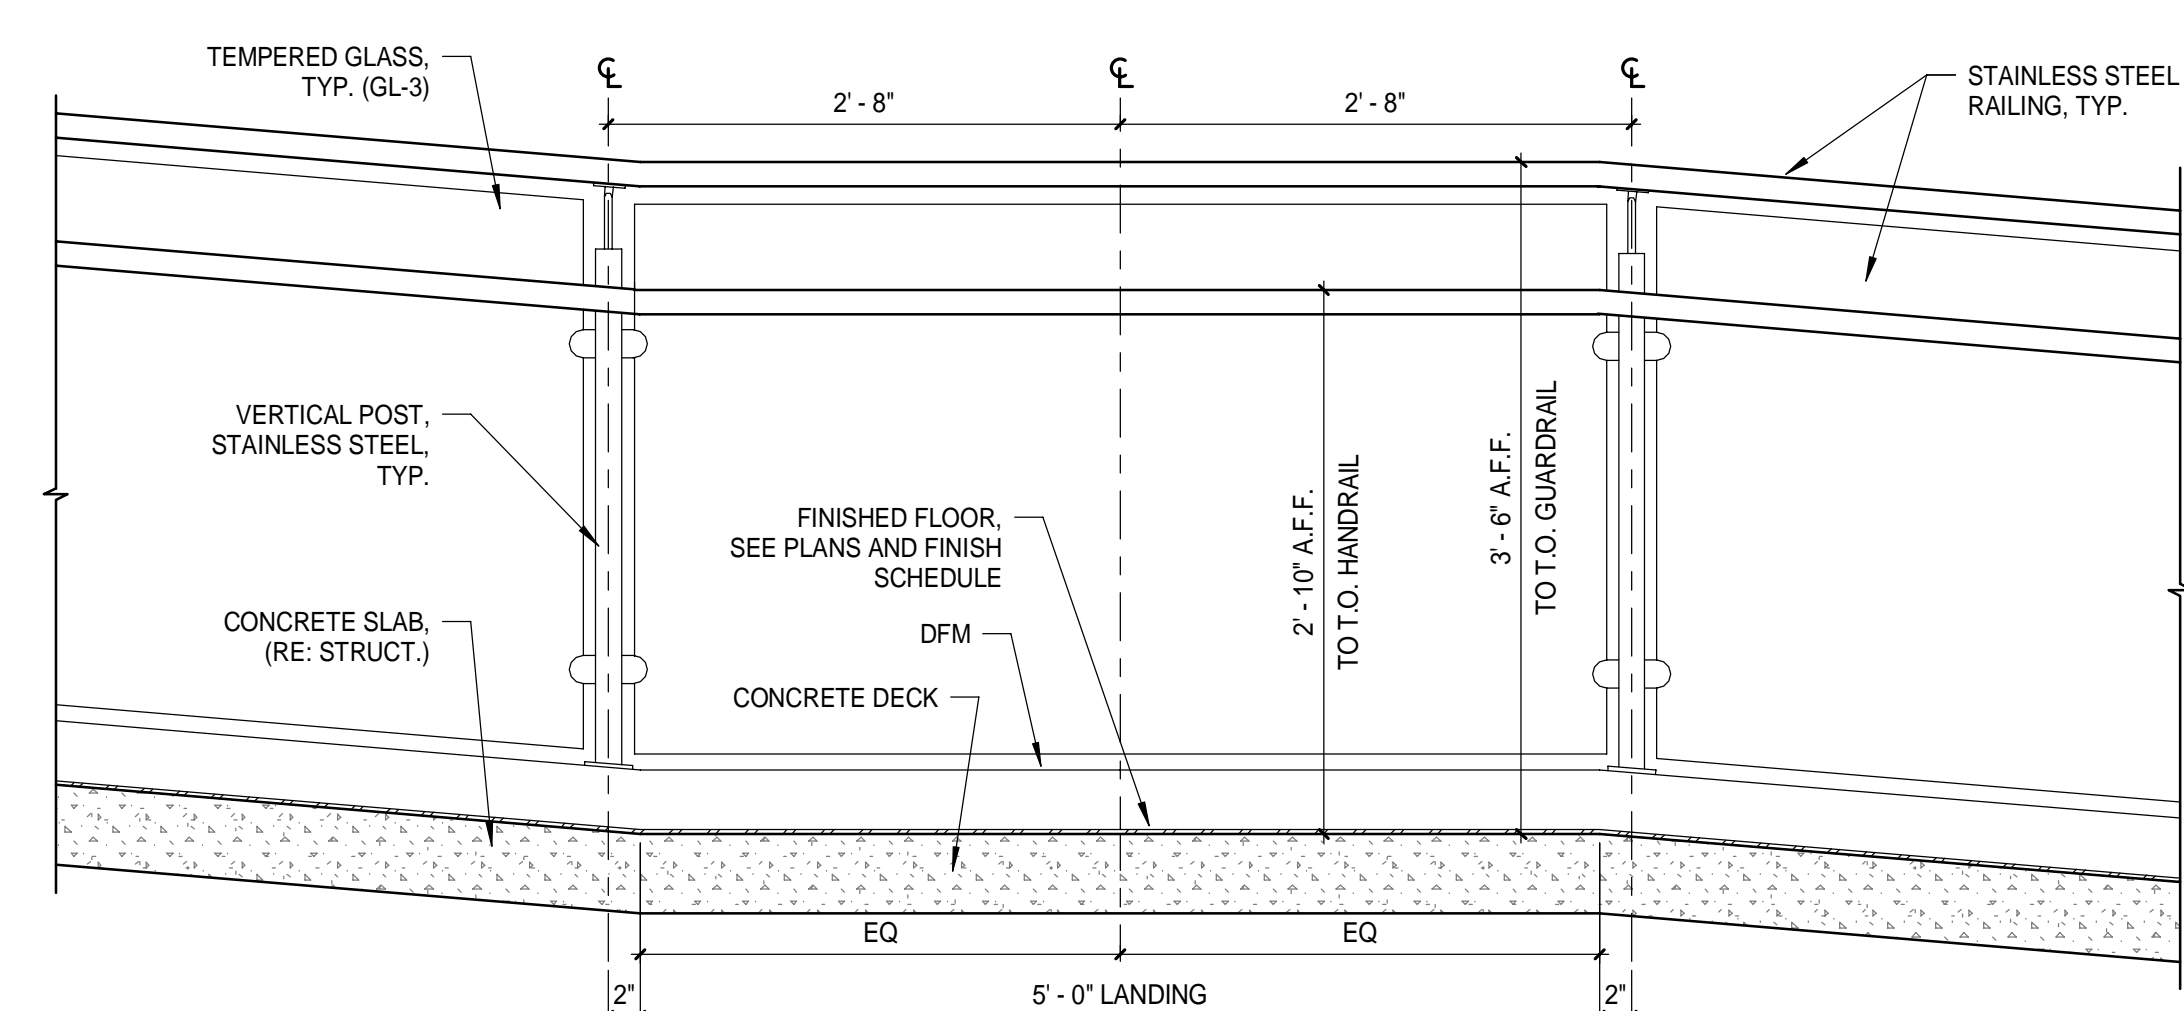 TEMPERED GLASS,
TYP. (GL-3)
℄
℄
℄
2' - 8"
2' - 8"
STAINLESS STEEL
RAILING, TYP.
VERTICAL POST,
STAINLESS STEEL,
TYP.
FINISHED FLOOR,
SEE PLANS AND FINISH
SCHEDULE
2' - 10" A.F.F.
TO T.O. HANDRAIL
3' - 6" A.F.F.
TO T.O. GUARDRAIL
CONCRETE SLAB,
(RE: STRUCT.)
DFM
CONCRETE DECK
EQ
EQ
2"
5' - 0" LANDING
2"